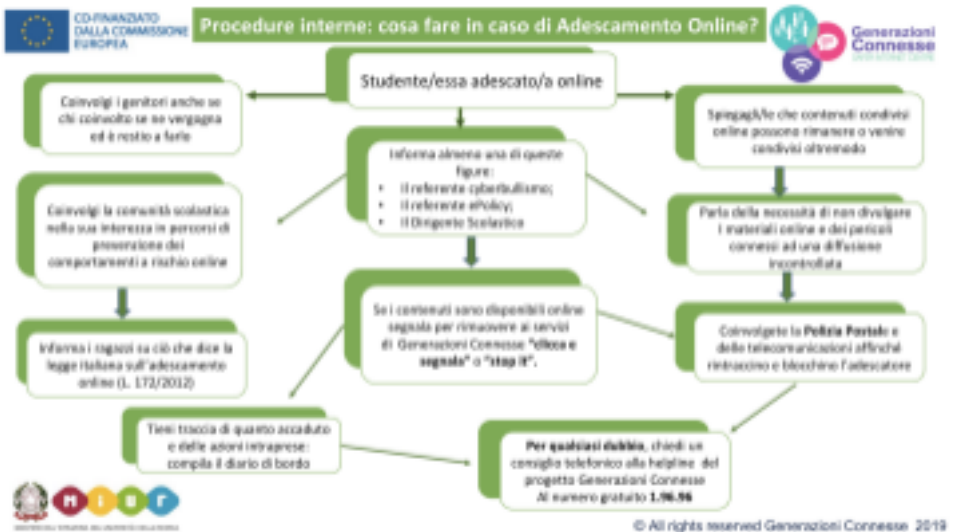 CO-FINANZIATO
DALLA COMMISSIONE
EUROPEA
Procedure interne: cosa fare in caso di Adescamento Online?
Generazioni
Connesse
Studente/essa adescato/a online
Coinvolgi i genitori anche se
chi coinvolto se ne vergogna
ed è restio a farlo
Spiegagli/le che contenuti condivisi
online possono rimanere o venire
condivisi altremodo
Informa almeno una di queste
figure:
• Il referente cyberbullismo;
• Il referente ePolicy;
• Il Dirigente Scolastico
Coinvolgi la comunità scolastica
nella sua interezza in percorsi di
prevenzione dei
comportamenti a rischio online
Parla della necessità di non divulgare
i materiali online e dei pericoli
connessi ad una diffusione
incontrollata
Se i contenuti sono disponibili online
segnala per rimuovere ai servizi
di Generazioni Connesse "clicca e
segnala" o "stop it".
Informa i ragazzi su ciò che dice la
legge italiana sull'adescamento
online (L. 172/2012)
Coinvolgete la Polizia Postale e
delle telecomunicazioni affinché
rintraccino e blocchino l'adescatore
Tieni traccia di quanto accaduto
e delle azioni intraprese:
compila il diario di bordo
Per qualsiasi dubbio, chiedi un
consiglio telefonico alla helpline del
progetto Generazioni Connesse
Al numero gratuito 1.96.96
miur
© All rights reserved Generazioni Connesse 2019